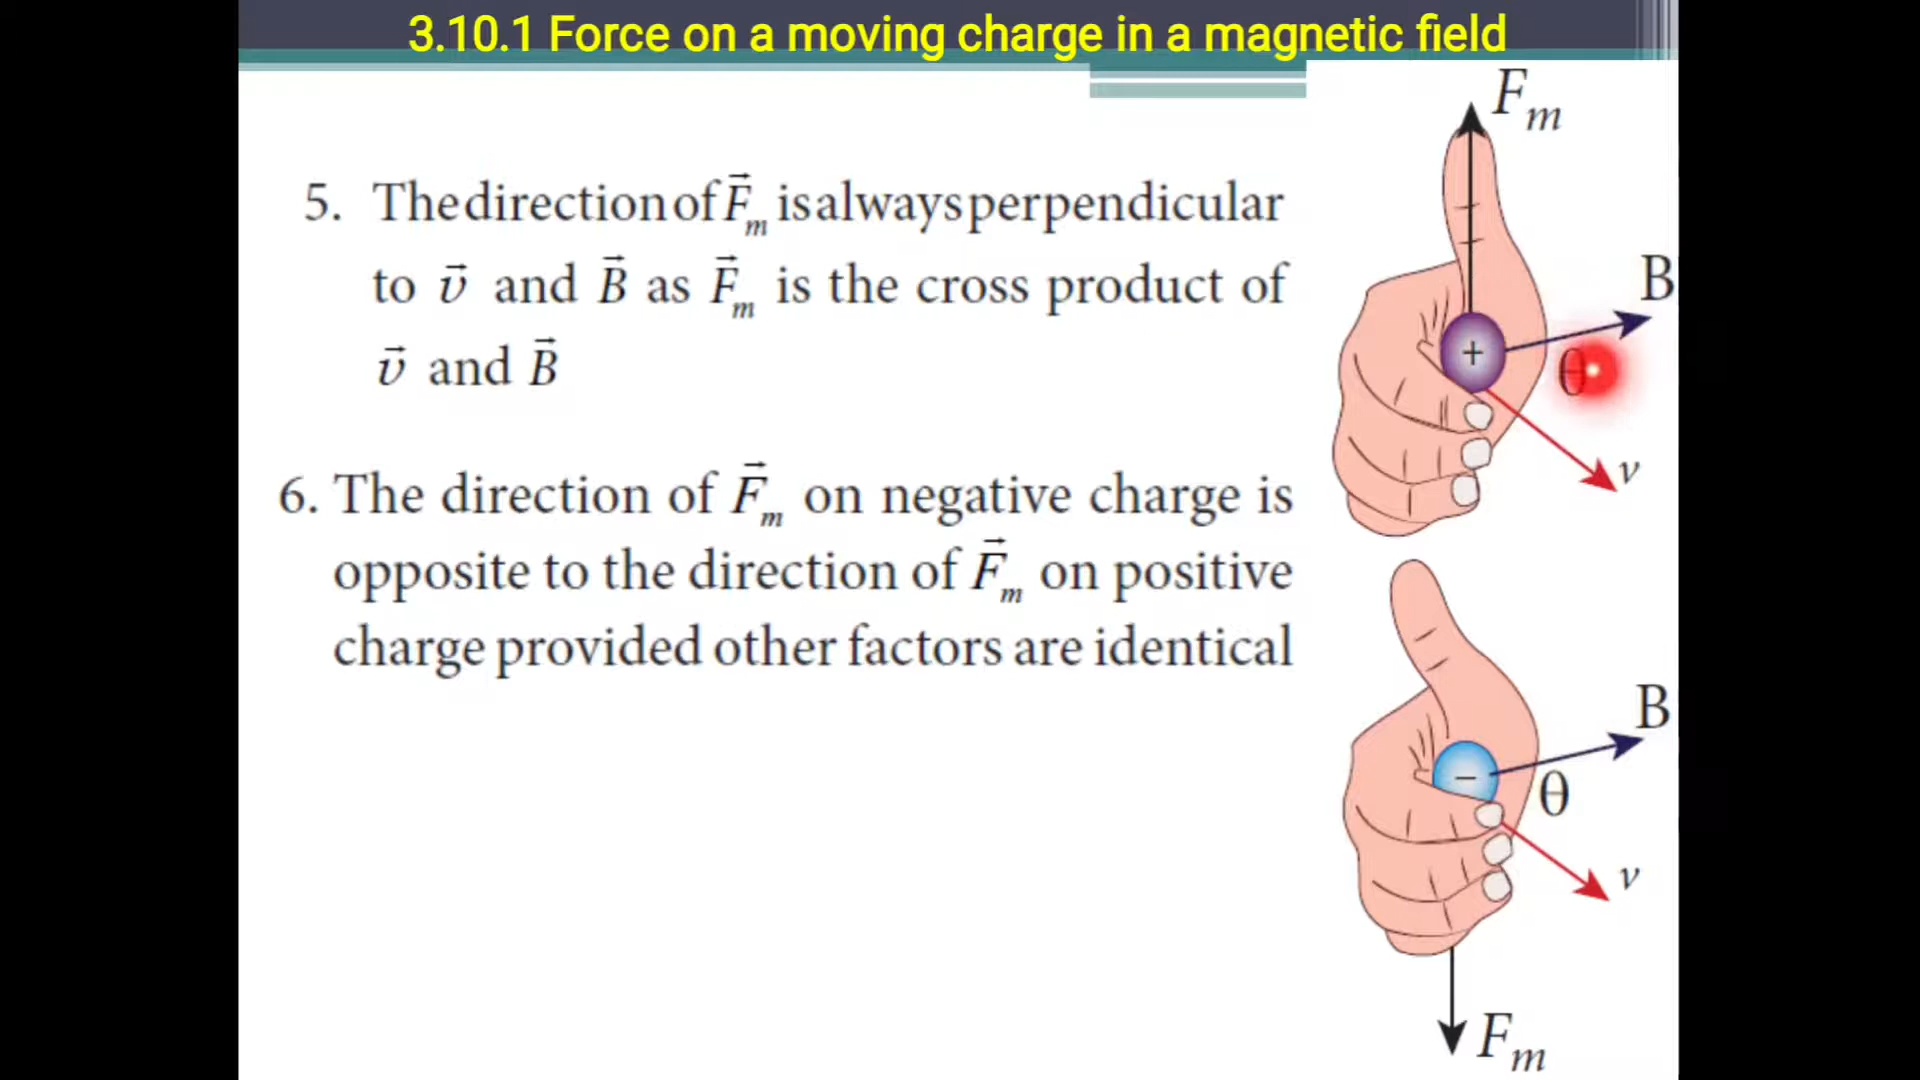 3.10.1 Force on a moving charge in a magnetic field
5. The direction of F⃗m is always perpendicular
to v⃗ and B⃗ as F⃗m is the cross product of
v⃗ and B⃗
6. The direction of F⃗m on negative charge is
opposite to the direction of F⃗m on positive
charge provided other factors are identical
Fm
B
+
θ
v
B
−
θ
v
Fm